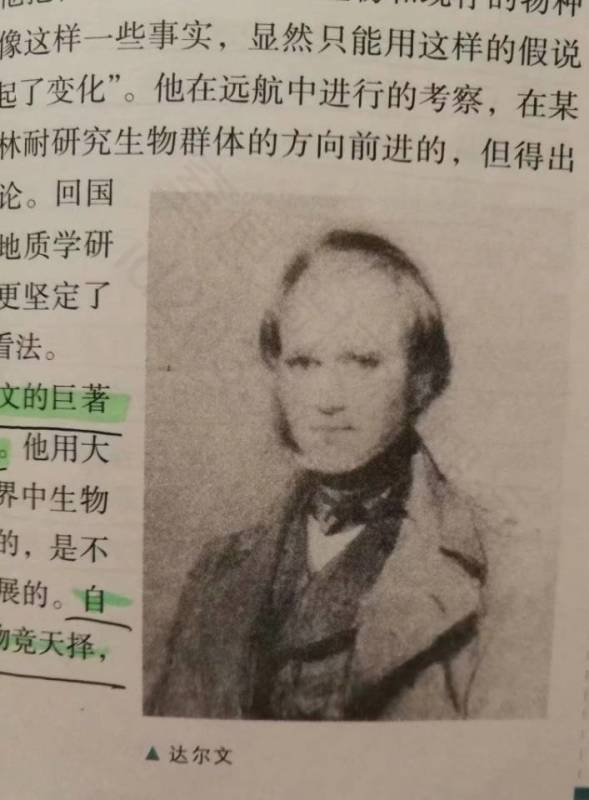 的物种
像这样一些事实，显然只能用这样的假说
起了变化”。他在远航中进行的考察，在某
林耐研究生物群体的方向前进的，但得出
论。回国
地质学研
更坚定了
看法。
文的巨著
。他用大
界中生物
的，是不
展的。自
物竞天择，
▲ 达尔文